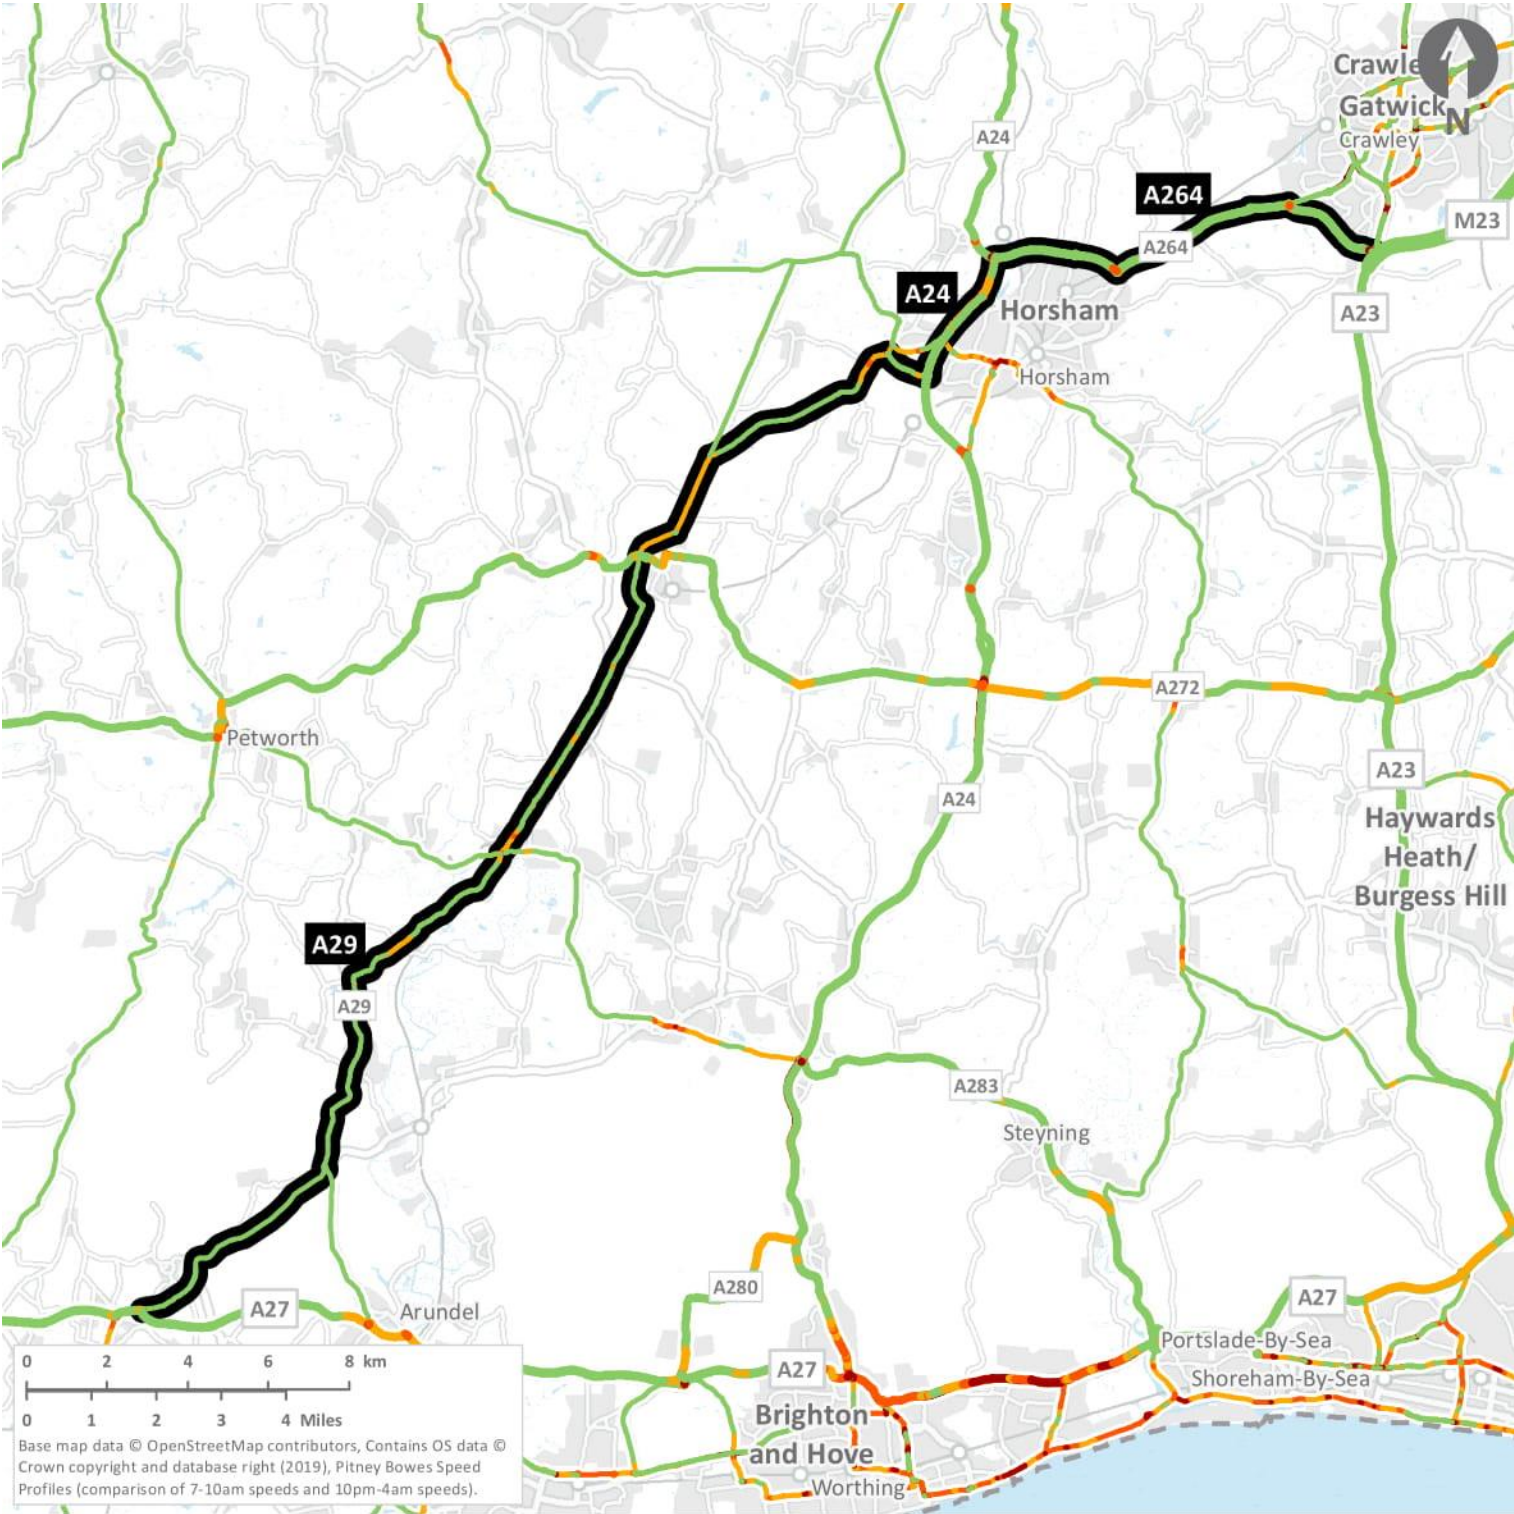 Crawle
Gatwick
N
Crawley
A24
A264
M23
A264
A24
Horsham
A23
Horsham
A272
Petworth
A23
A24
Haywards
Heath/
Burgess Hill
A29
A29
A283
Steyning
A280
A27
A27
Arundel
Portslade-By-Sea
A27
Shoreham-By-Sea
Brighton
and Hove
Worthing
0 2 4 6 8 km
0 1 2 3 4 Miles
Base map data © OpenStreetMap contributors, Contains OS data ©
Crown copyright and database right (2019), Pitney Bowes Speed
Profiles (comparison of 7-10am speeds and 10pm-4am speeds).